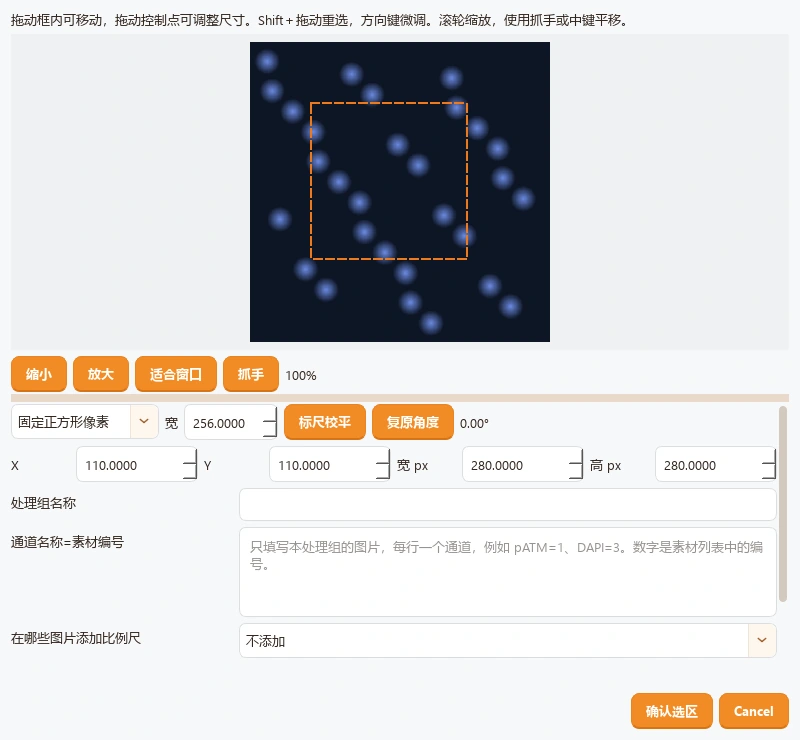 拖动框内可移动，拖动控制点可调整尺寸。Shift＋拖动重选，方向键微调。滚轮缩放，使用抓手或中键平移。
缩小 放大 适合窗口 抓手 100%
固定正方形像素 宽 256.0000 标尺校平 复原角度 0.00°
X 110.0000 Y 110.0000 宽 px 280.0000 高 px 280.0000
处理组名称
通道名称=素材编号
只填写本处理组的图片，每行一个通道，例如 pATM=1、DAPI=3。数字是素材列表中的编
号。
在哪些图片添加比例尺 不添加
确认选区 Cancel